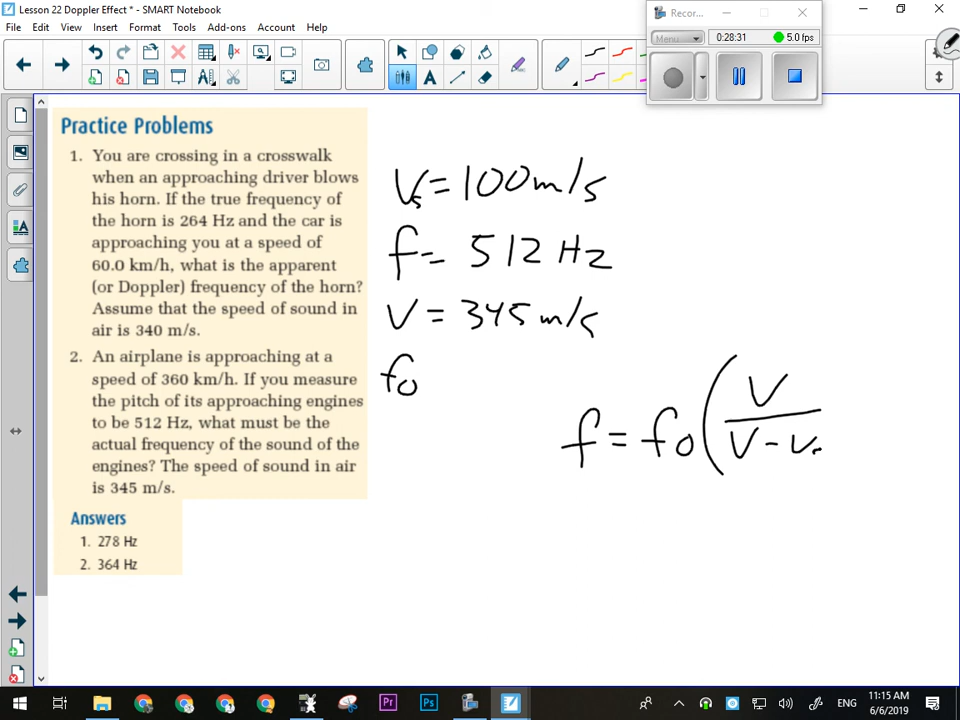 Lesson 22 Doppler Effect * - SMART Notebook
File Edit View Insert Format Tools Add-ons Account Help
Recor...
Menu
0:28:31
5.0 fps
Practice Problems
1. You are crossing in a crosswalk
when an approaching driver blows
his horn. If the true frequency of
the horn is 264 Hz and the car is
approaching you at a speed of
60.0 km/h, what is the apparent
(or Doppler) frequency of the horn?
Assume that the speed of sound in
air is 340 m/s.
2. An airplane is approaching at a
speed of 360 km/h. If you measure
the pitch of its approaching engines
to be 512 Hz, what must be the
actual frequency of the sound of the
engines? The speed of sound in air
is 345 m/s.
Answers
1. 278 Hz
2. 364 Hz
Vs = 100 m/s
f = 512 Hz
V = 345 m/s
fo
f = fo ( V
V - V
Pr
Ps
ENG
11:15 AM
6/6/2019